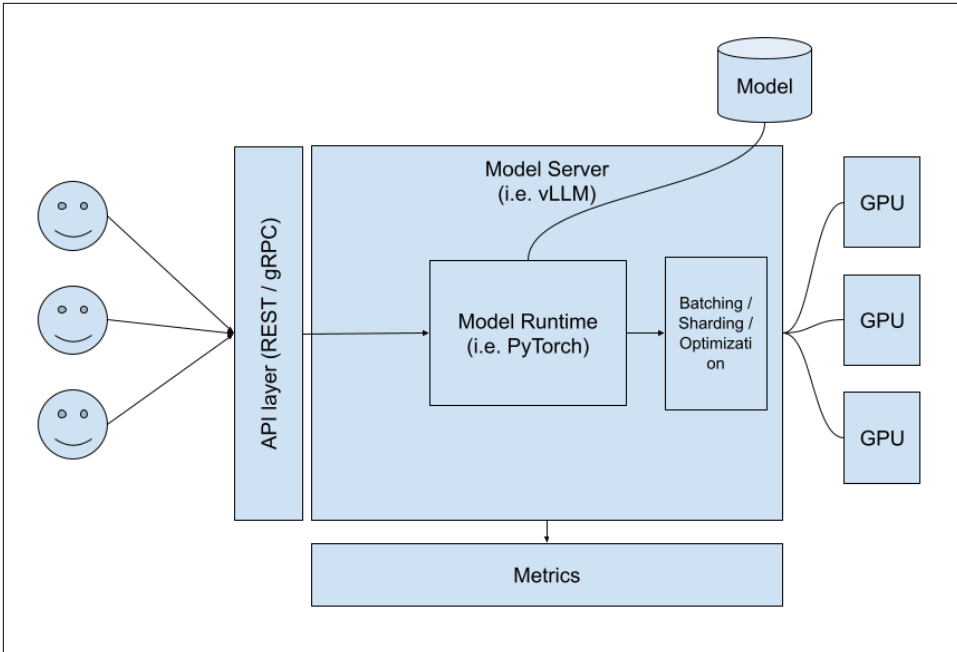 Model
Model Server
(i.e. vLLM)
API layer (REST / gRPC)
Model Runtime
(i.e. PyTorch)
Batching /
Sharding /
Optimizati
on
GPU
GPU
GPU
Metrics